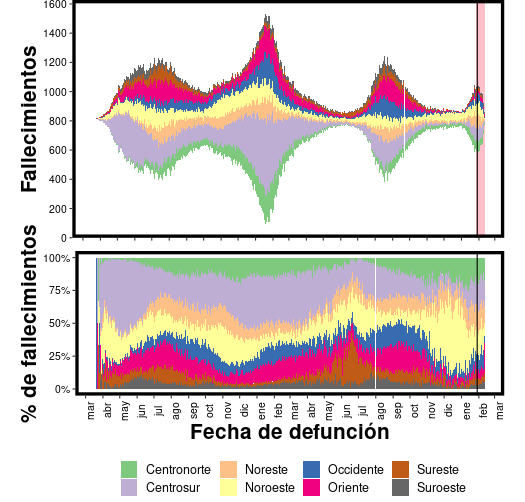 Fallecimientos
1600
1400
1200
1000
800
600
400
200
0
% de fallecimientos
100%
75%
50%
25%
0%
mar abr may jun jul ago sep oct nov dic ene feb mar abr may jun jul ago sep oct nov dic ene feb mar
Fecha de defunción
Centronorte Noreste Occidente Sureste
Centrosur Noroeste Oriente Suroeste